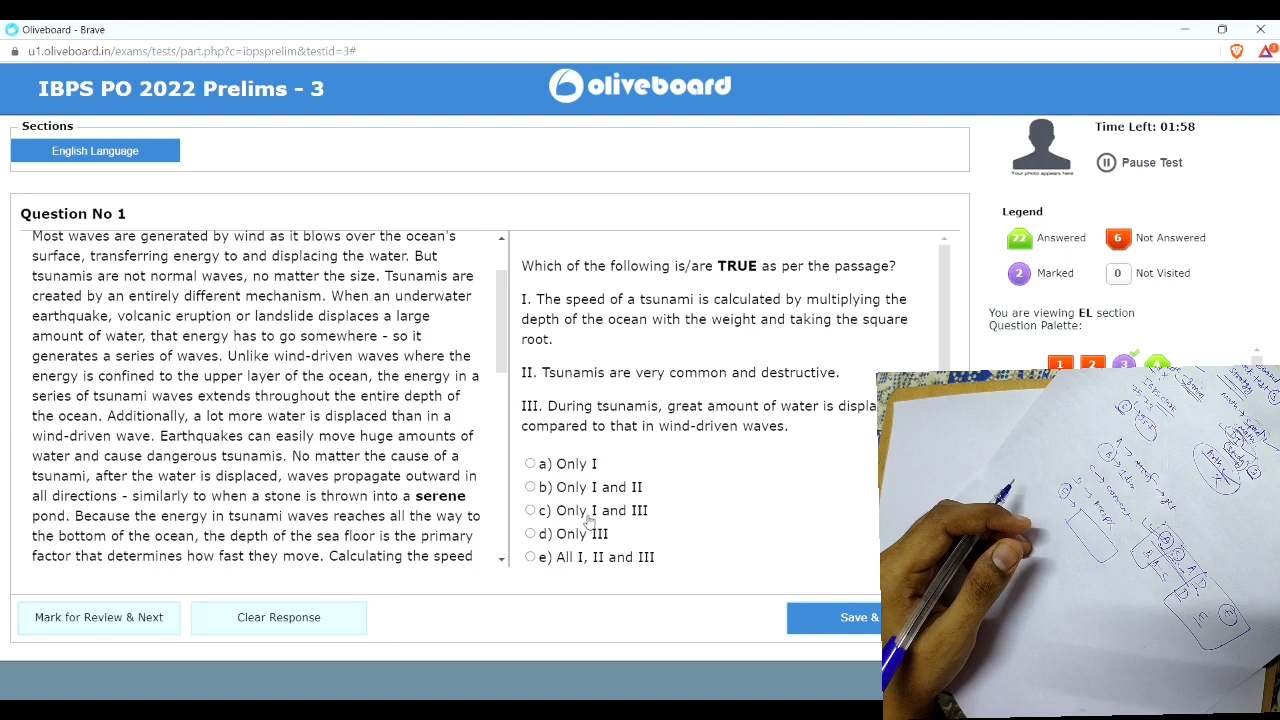 Oliveboard - Brave
u1.oliveboard.in/exams/tests/part.php?c=ibpsprelim&testid=3#
3
IBPS PO 2022 Prelims - 3
oliveboard
Sections
English Language
Time Left: 01:58
Pause Test
Your photo appears here
Question No 1
Most waves are generated by wind as it blows over the ocean's
surface, transferring energy to and displacing the water. But
tsunamis are not normal waves, no matter the size. Tsunamis are
created by an entirely different mechanism. When an underwater
earthquake, volcanic eruption or landslide displaces a large
amount of water, that energy has to go somewhere - so it
generates a series of waves. Unlike wind-driven waves where the
energy is confined to the upper layer of the ocean, the energy in a
series of tsunami waves extends throughout the entire depth of
the ocean. Additionally, a lot more water is displaced than in a
wind-driven wave. Earthquakes can easily move huge amounts of
water and cause dangerous tsunamis. No matter the cause of a
tsunami, after the water is displaced, waves propagate outward in
all directions - similarly to when a stone is thrown into a serene
pond. Because the energy in tsunami waves reaches all the way to
the bottom of the ocean, the depth of the sea floor is the primary
factor that determines how fast they move. Calculating the speed
Which of the following is/are TRUE as per the passage?
I. The speed of a tsunami is calculated by multiplying the
depth of the ocean with the weight and taking the square
root.
II. Tsunamis are very common and destructive.
III. During tsunamis, great amount of water is displa
compared to that in wind-driven waves.
a) Only I
b) Only I and II
c) Only I and III
d) Only III
e) All I, II and III
Legend
22 Answered
6 Not Answered
2 Marked
0 Not Visited
You are viewing EL section
Question Palette:
1 2 3 4
Mark for Review & Next
Clear Response
Save &